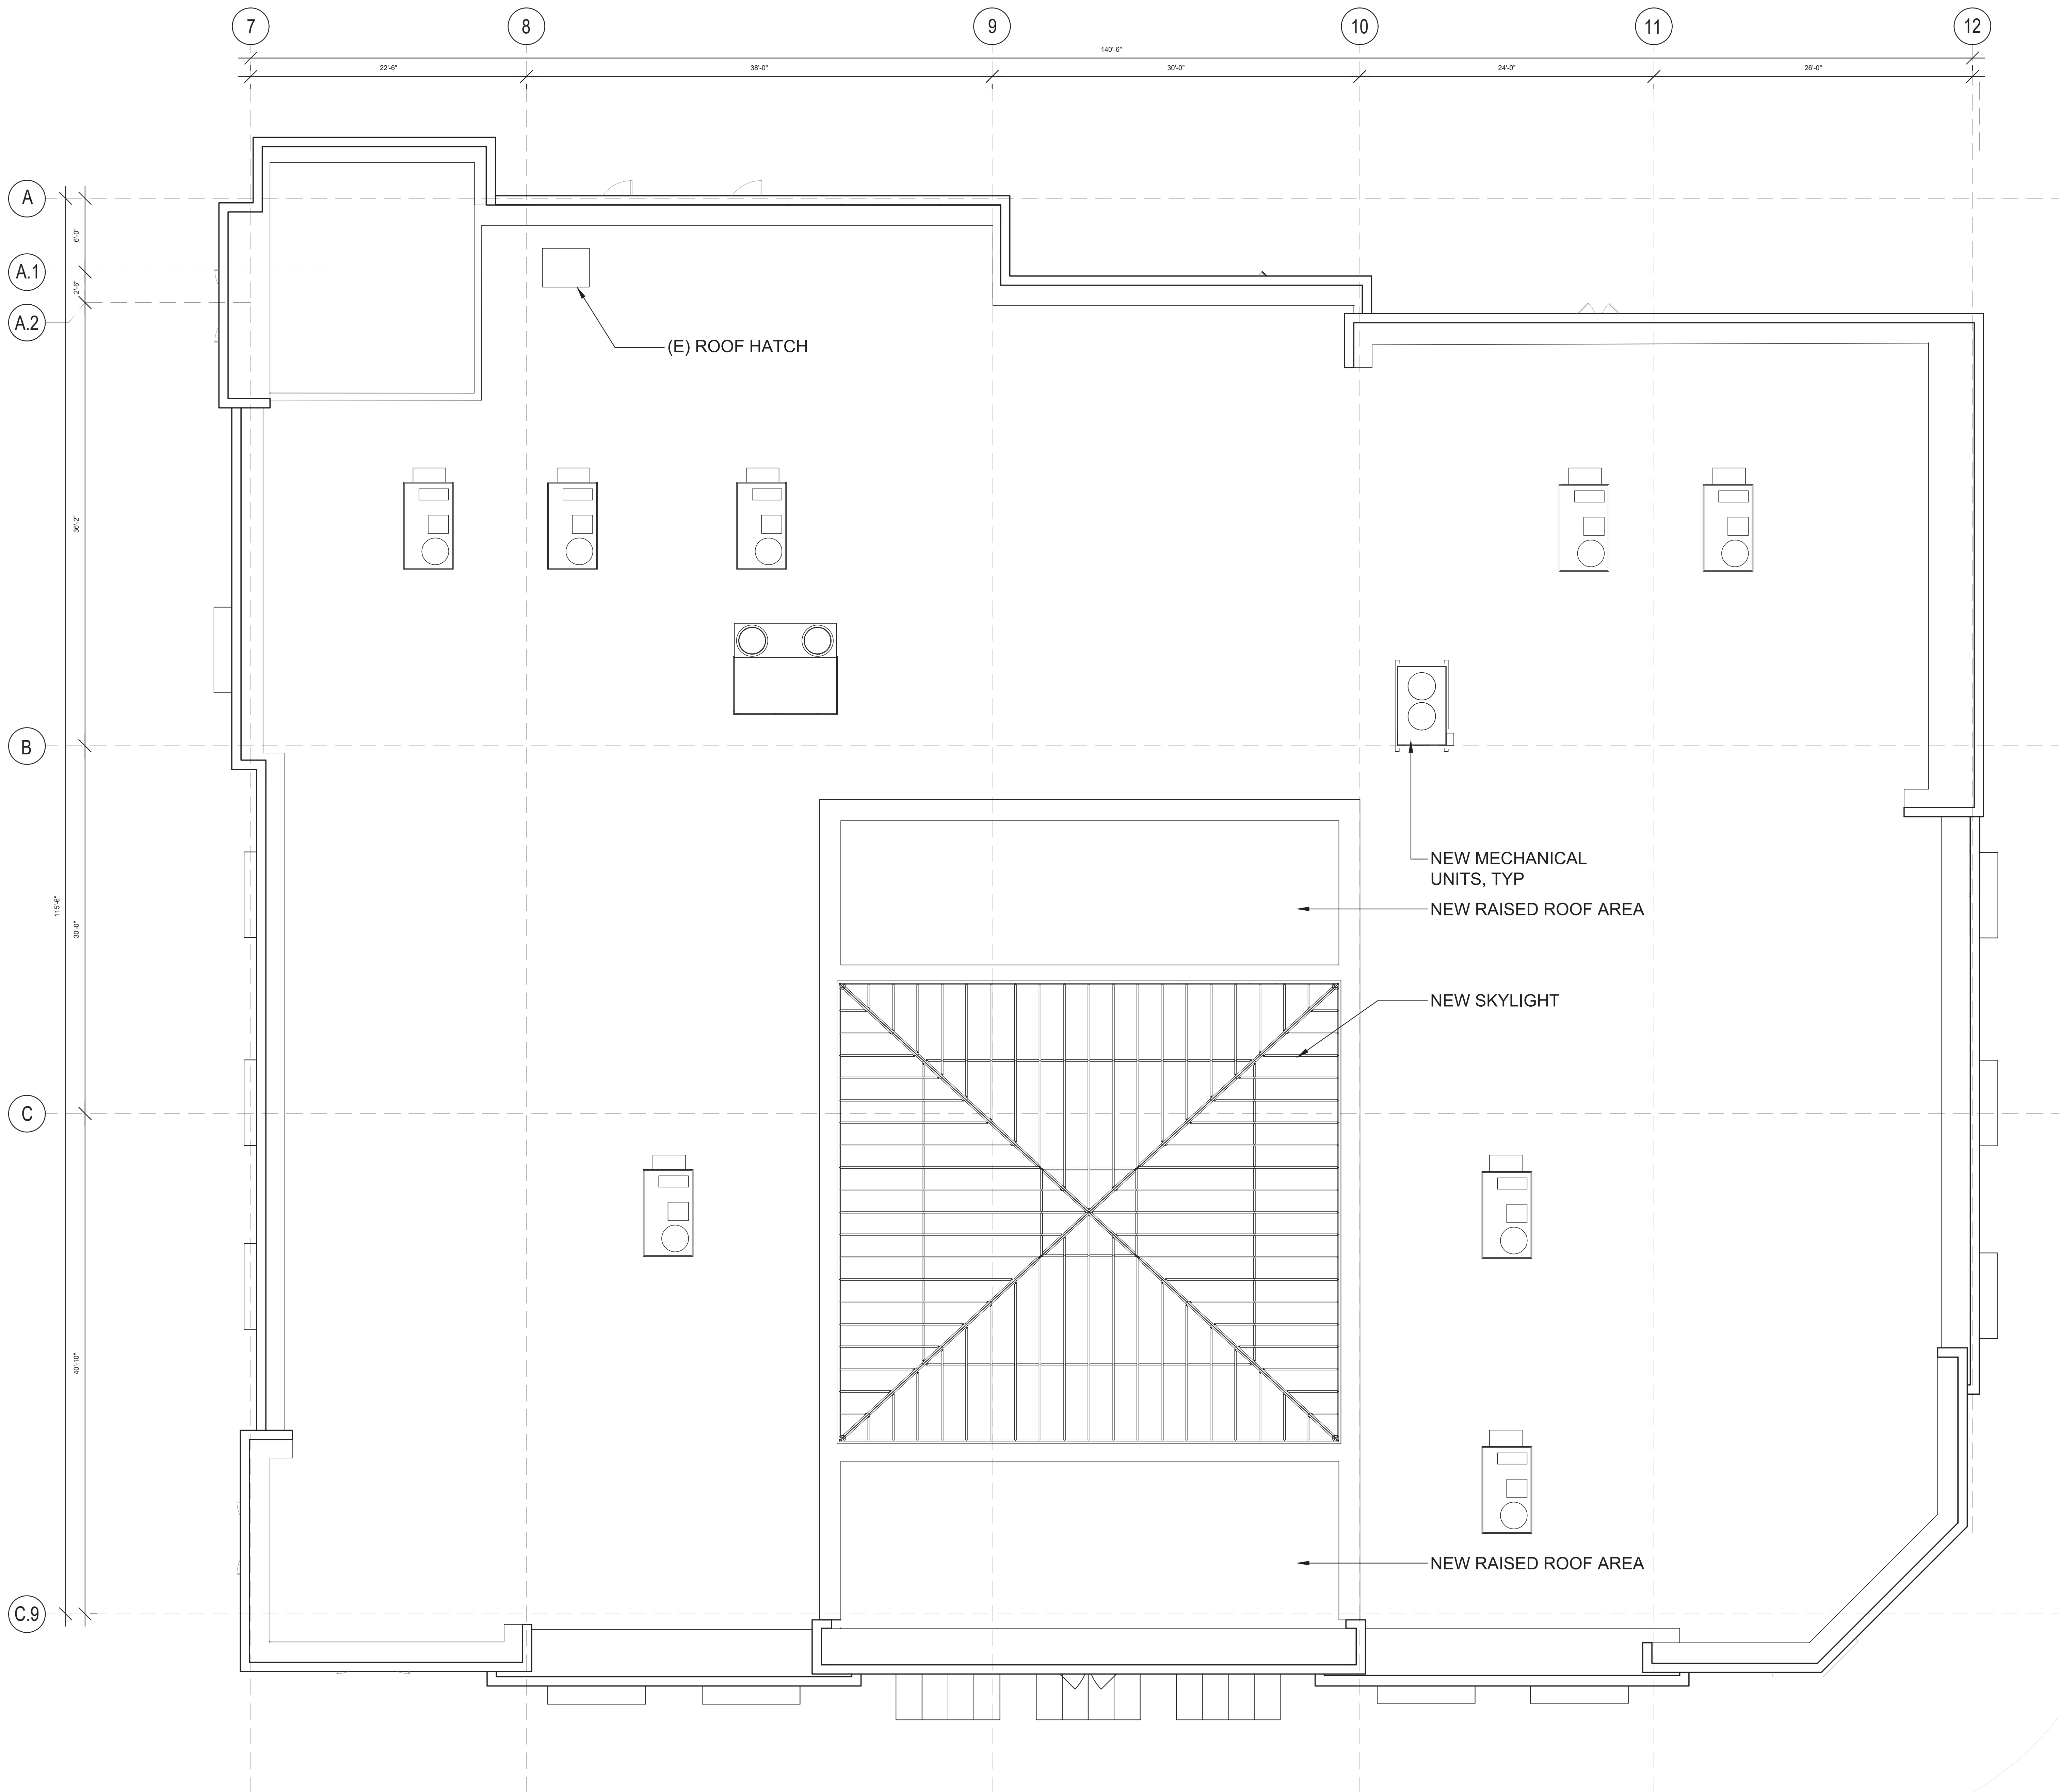 7
8
9
10
11
12
140'-6"
22'-6"
38'-0"
30'-0"
24'-0"
26'-0"
A
6'-0"
A.1
2'-6"
A.2
(E) ROOF HATCH
36'-2"
B
NEW MECHANICAL
UNITS, TYP
NEW RAISED ROOF AREA
115'-6"
30'-0"
NEW SKYLIGHT
C
40'-10"
NEW RAISED ROOF AREA
C.9